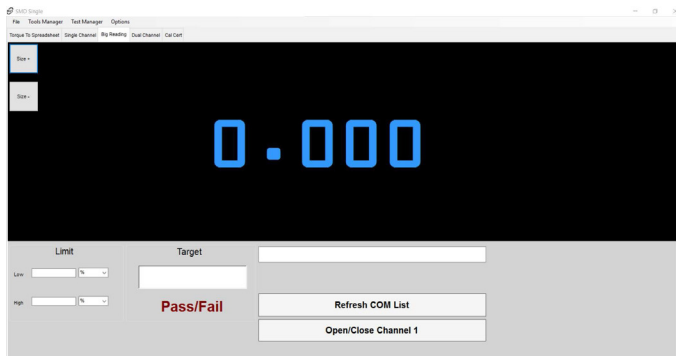 SMD Single
File Tools Manager Test Manager Options
Torque To Spreadsheet Single Channel Big Reading Dual Channel Cal Cert
Size +
Size -
0.000
Limit
Target
Low % 
High %
Pass/Fail
Refresh COM List
Open/Close Channel 1